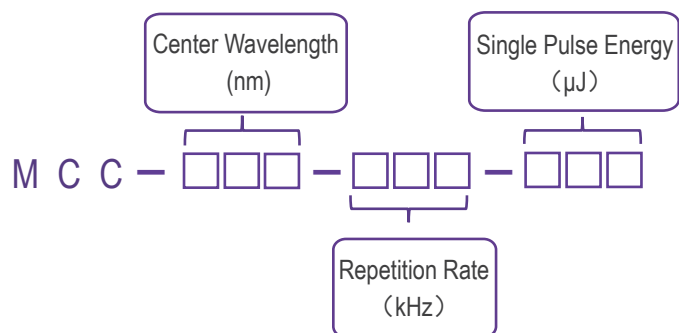 Center Wavelength
(nm)
Single Pulse Energy
（μJ）
M C C — □□□ — □□□ — □□□
Repetition Rate
（kHz）